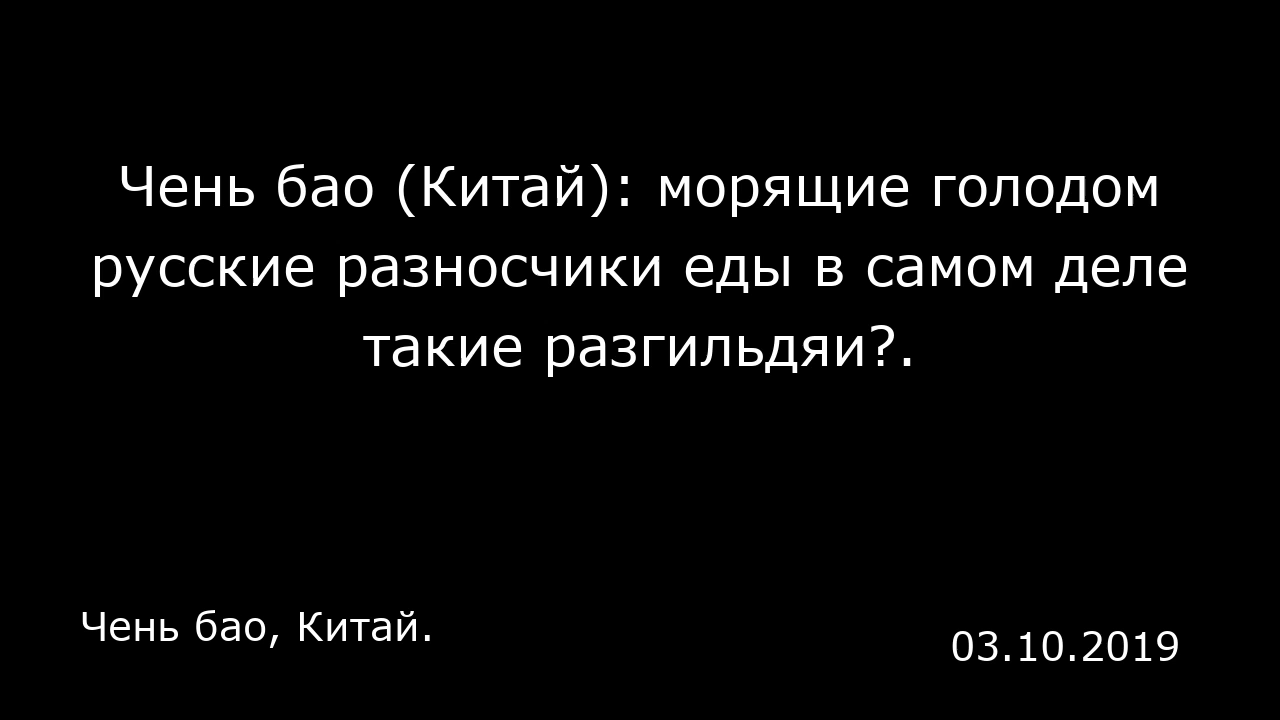 Чень бао (Китай): морящие голодом
русские разносчики еды в самом деле
такие разгильдяи?.
Чень бао, Китай.
03.10.2019